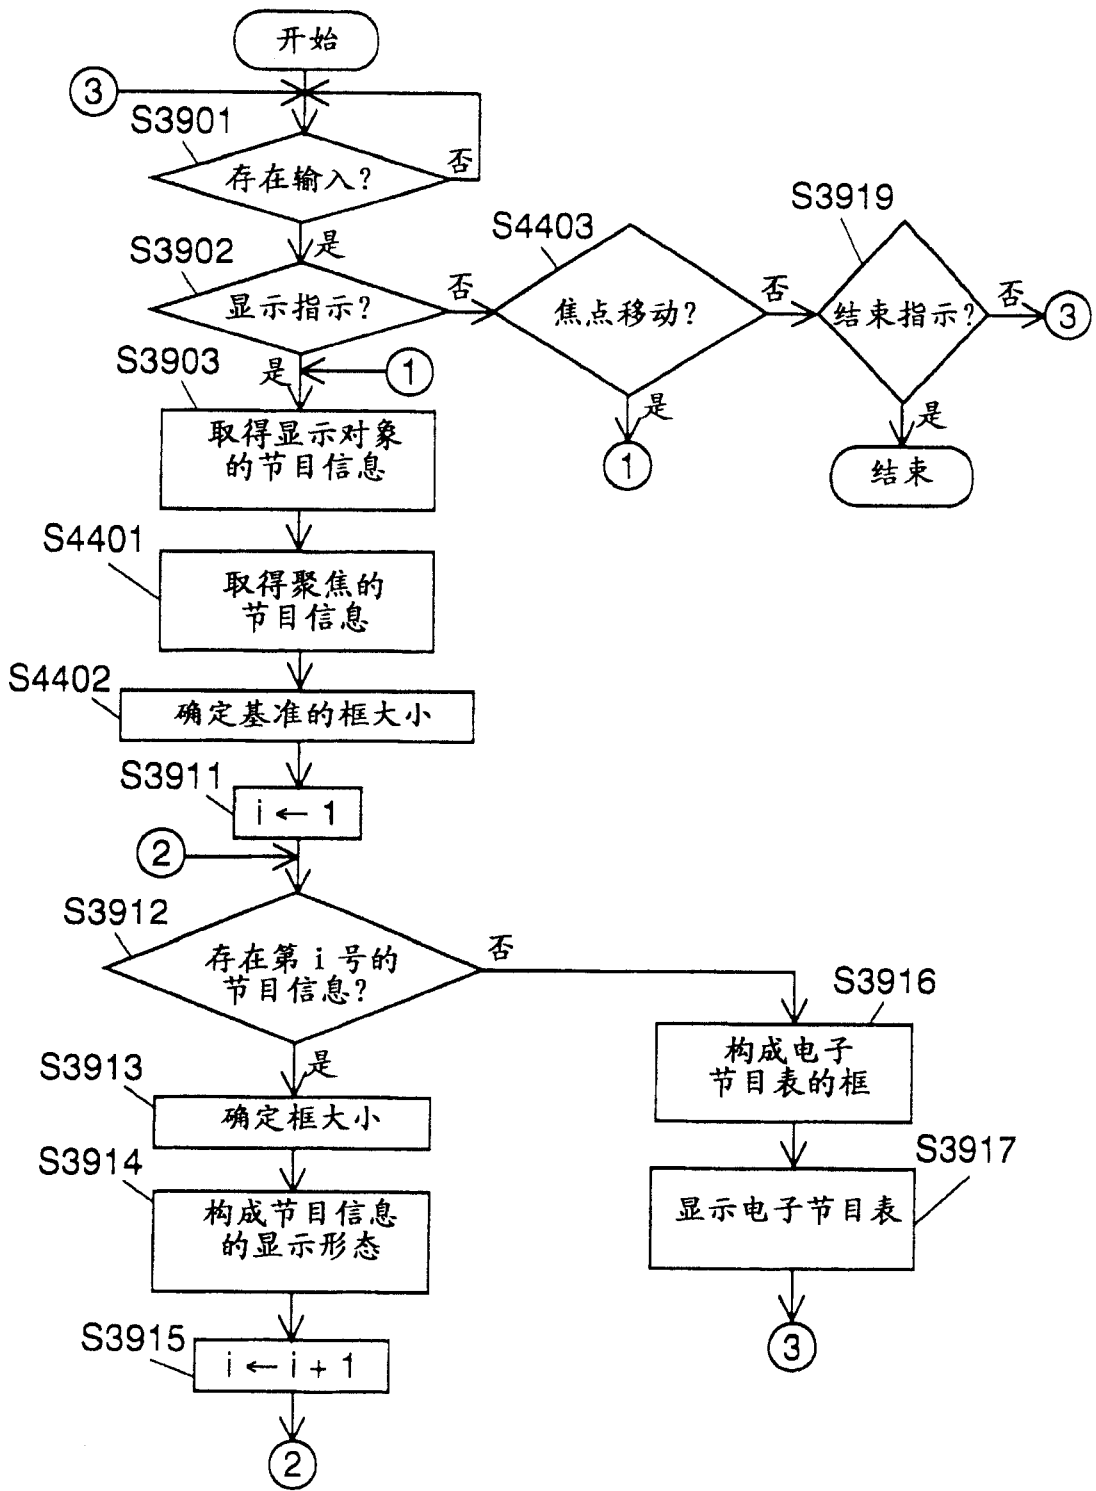 开始
③
S3901
存在输入?
否
是
S3902
显示指示?
否
S4403
焦点移动?
否
S3919
结束指示?
否
③
是
①
是
结束
是
①
S3903
取得显示对象
的节目信息
S4401
取得聚焦的
节目信息
S4402
确定基准的框大小
S3911
i ← 1
②
S3912
存在第 i 号的
节目信息?
否
是
S3913
确定框大小
S3914
构成节目信息
的显示形态
S3915
i ← i + 1
②
S3916
构成电子
节目表的框
S3917
显示电子节目表
③